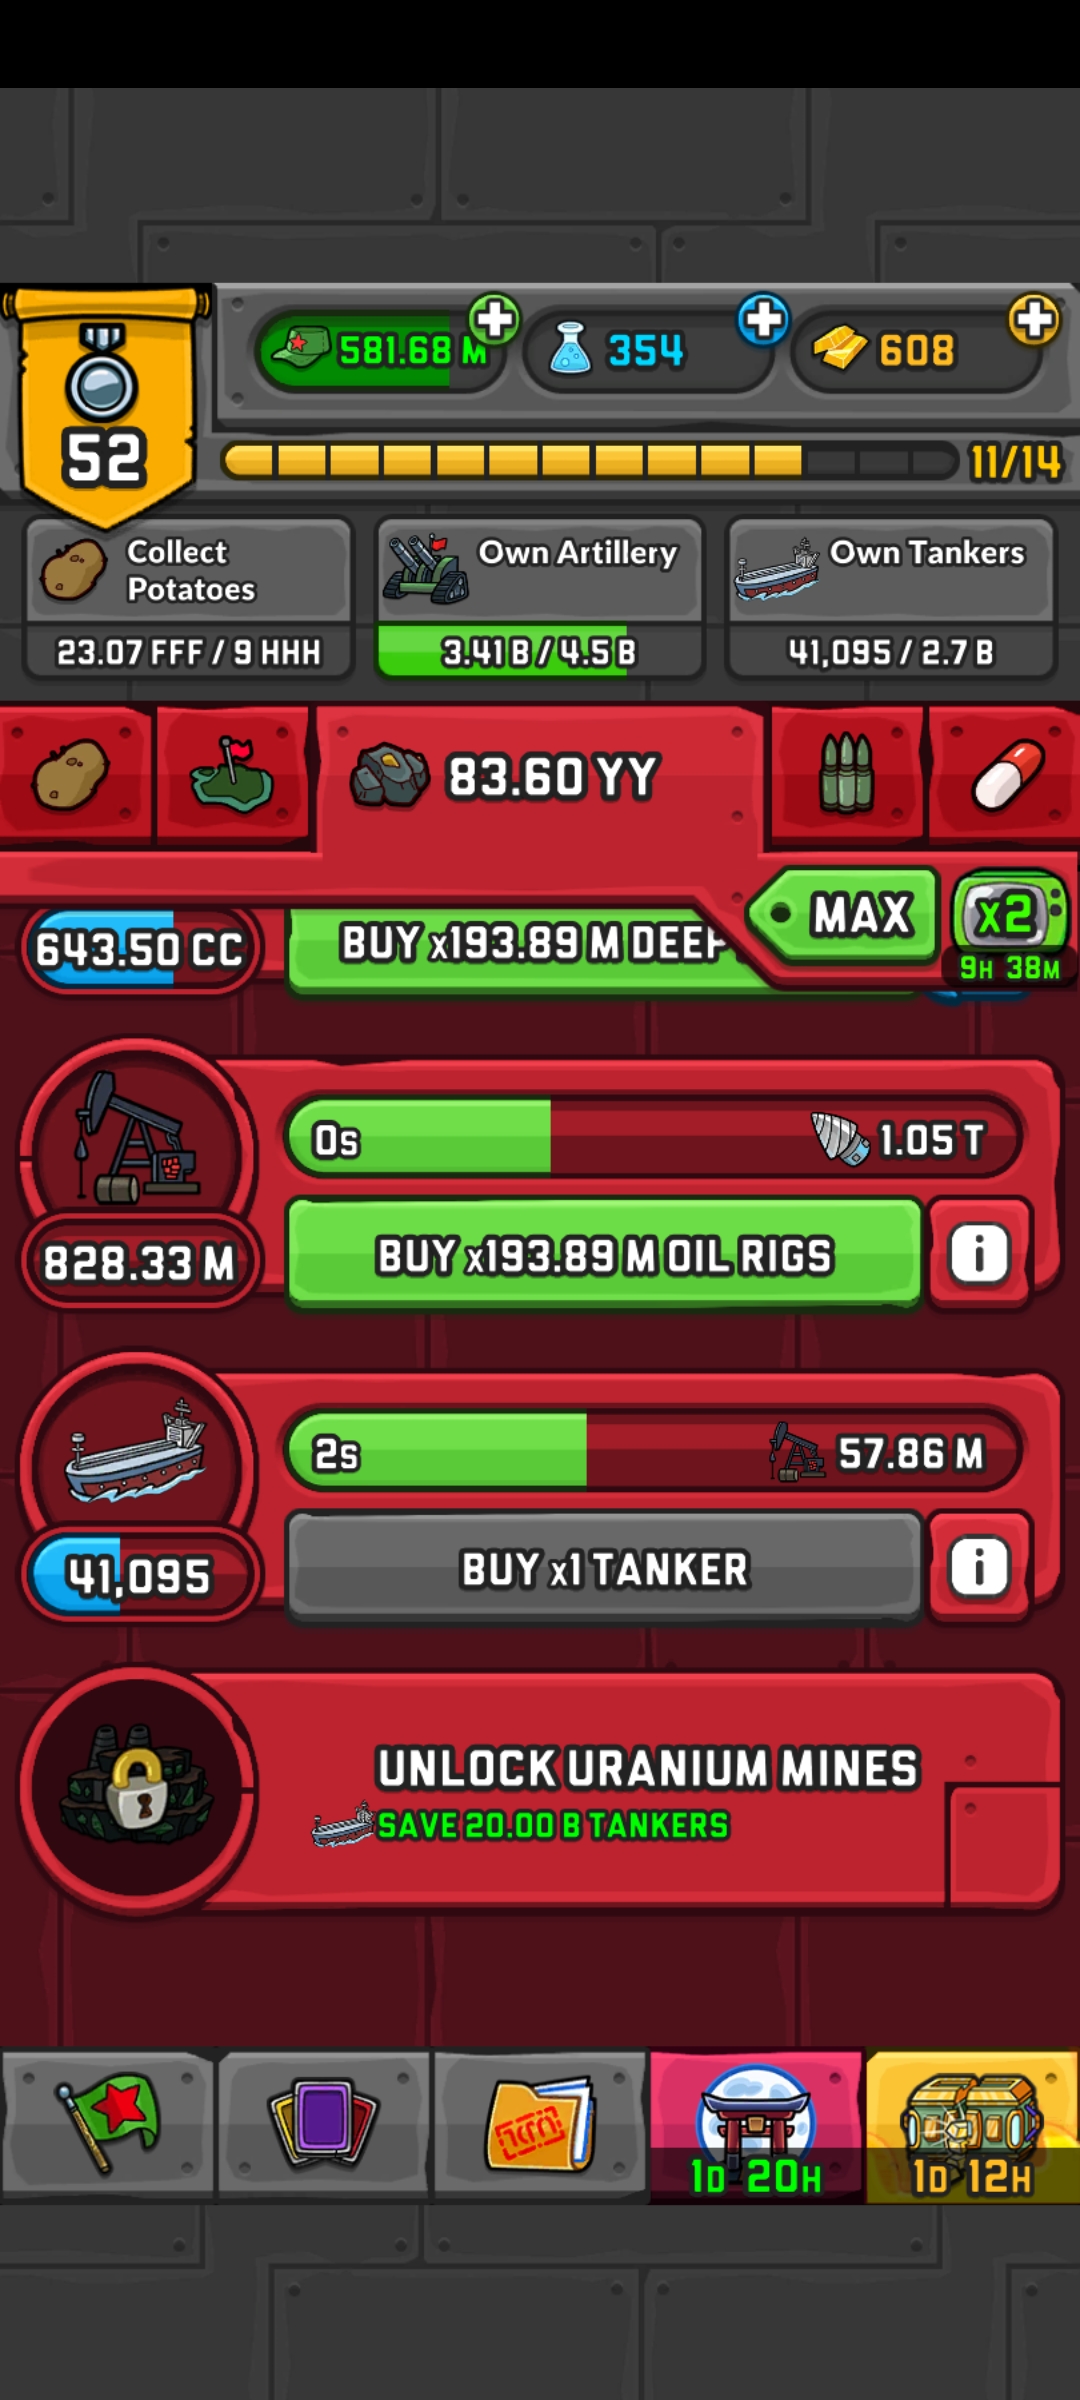 581.68 M
354
608
52
11/14
Collect
Potatoes
23.07 FFF / 9 HHH
Own Artillery
3.41 B / 4.5 B
Own Tankers
41,095 / 2.7 B
83.60 YY
MAX
x2
9H 38M
643.50 CC
BUY x193.89 M DEEP
0s
1.05 T
828.33 M
BUY x193.89 M OIL RIGS
i
2s
57.86 M
41,095
BUY x1 TANKER
i
UNLOCK URANIUM MINES
SAVE 20.00 B TANKERS
1D 20H
1D 12H